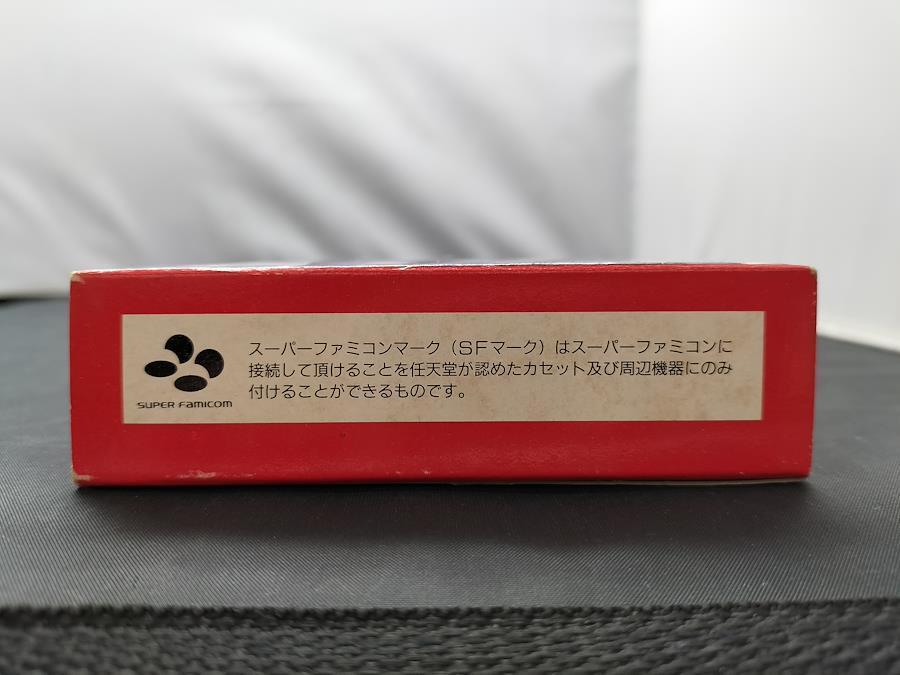 スーパーファミコンマーク（SFマーク）はスーパーファミコンに
接続して頂けることを任天堂が認めたカセット及び周辺機器にのみ
付けることができるものです。
SUPER FAMICOM